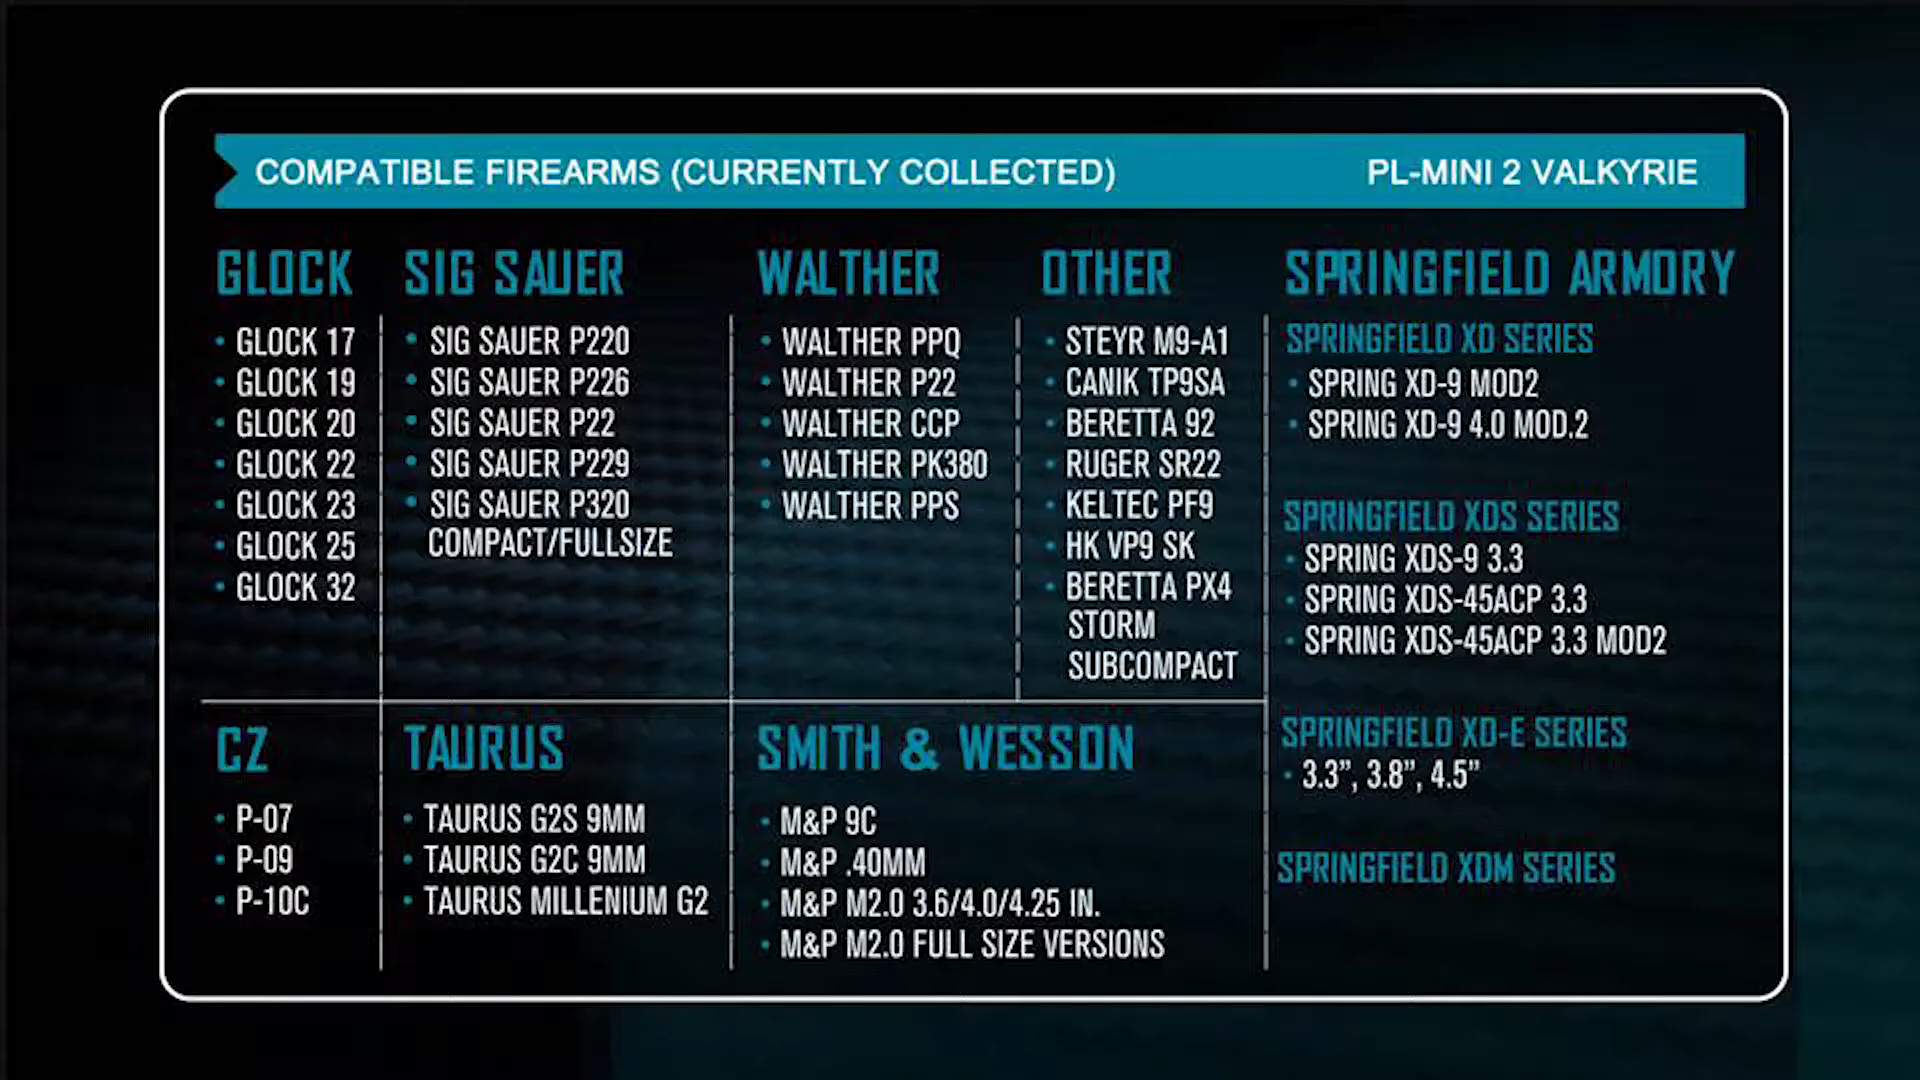 COMPATIBLE FIREARMS (CURRENTLY COLLECTED)
PL-MINI 2 VALKYRIE
GLOCK
GLOCK 17
GLOCK 19
GLOCK 20
GLOCK 22
GLOCK 23
GLOCK 25
GLOCK 32
SIG SAUER
SIG SAUER P220
SIG SAUER P226
SIG SAUER P22
SIG SAUER P229
SIG SAUER P320
COMPACT/FULLSIZE
WALTHER
WALTHER PPQ
WALTHER P22
WALTHER CCP
WALTHER PK380
WALTHER PPS
OTHER
STEYR M9-A1
CANIK TP9SA
BERETTA 92
RUGER SR22
KELTEC PF9
HK VP9 SK
BERETTA PX4
STORM
SUBCOMPACT
SPRINGFIELD ARMORY
SPRINGFIELD XD SERIES
SPRING XD-9 MOD2
SPRING XD-9 4.0 MOD.2
SPRINGFIELD XDS SERIES
SPRING XDS-9 3.3
SPRING XDS-45ACP 3.3
SPRING XDS-45ACP 3.3 MOD2
SPRINGFIELD XD-E SERIES
3.3”, 3.8”, 4.5”
SPRINGFIELD XDM SERIES
CZ
P-07
P-09
P-10C
TAURUS
TAURUS G2S 9MM
TAURUS G2C 9MM
TAURUS MILLENIUM G2
SMITH & WESSON
M&P 9C
M&P .40MM
M&P M2.0 3.6/4.0/4.25 IN.
M&P M2.0 FULL SIZE VERSIONS